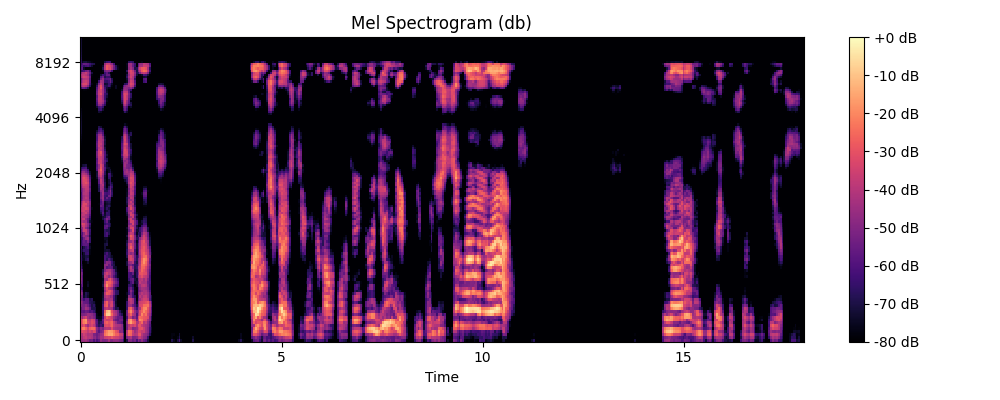 Mel Spectrogram (db)
Hz
8192
4096
2048
1024
512
0
0 5 10 15
Time
+0 dB
-10 dB
-20 dB
-30 dB
-40 dB
-50 dB
-60 dB
-70 dB
-80 dB